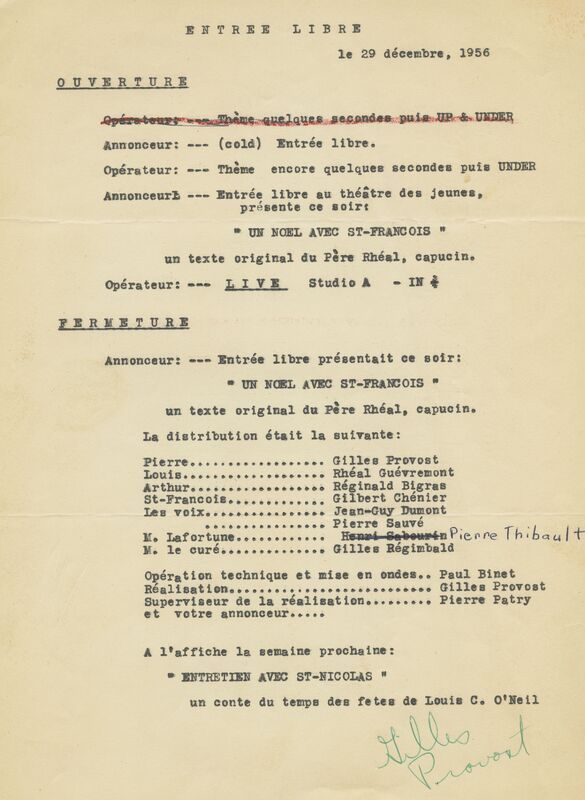 ENTREE LIBRE
le 29 décembre, 1956
OUVERTURE
Opérateur: --- Thème quelques secondes puis UP & UNDER
Annonceur: --- (cold) Entrée libre.
Opérateur: --- Thème encore quelques secondes puis UNDER
Annonceur: --- Entrée libre au théâtre des jeunes,
présente ce soir:
" UN NOEL AVEC ST-FRANCOIS "
un texte original du Père Rhéal, capucin.
Opérateur: --- LIVE Studio A - IN
FERMETURE
Annonceur: --- Entrée libre présentait ce soir:
" UN NOEL AVEC ST-FRANCOIS "
un texte original du Père Rhéal, capucin.
La distribution était la suivante:
Pierre.................. Gilles Provost
Louis................... Rhéal Guévremont
Arthur.................. Réginald Bigras
St-Francois............. Gilbert Chénier
Les voix................ Jean-Guy Dumont
................ Pierre Sauvé
M. Lafortune............ Henri Sabourin Pierre Thibault
M. le curé.............. Gilles Régimbald
Opération technique et mise en ondes.. Paul Binet
Réalisation............................ Gilles Provost
Superviseur de la réalisation......... Pierre Patry
et votre annonceur.....
A l'affiche la semaine prochaine:
" ENTRETIEN AVEC ST-NICOLAS "
un conte du temps des fetes de Louis C. O'Neil
Gilles
Provost